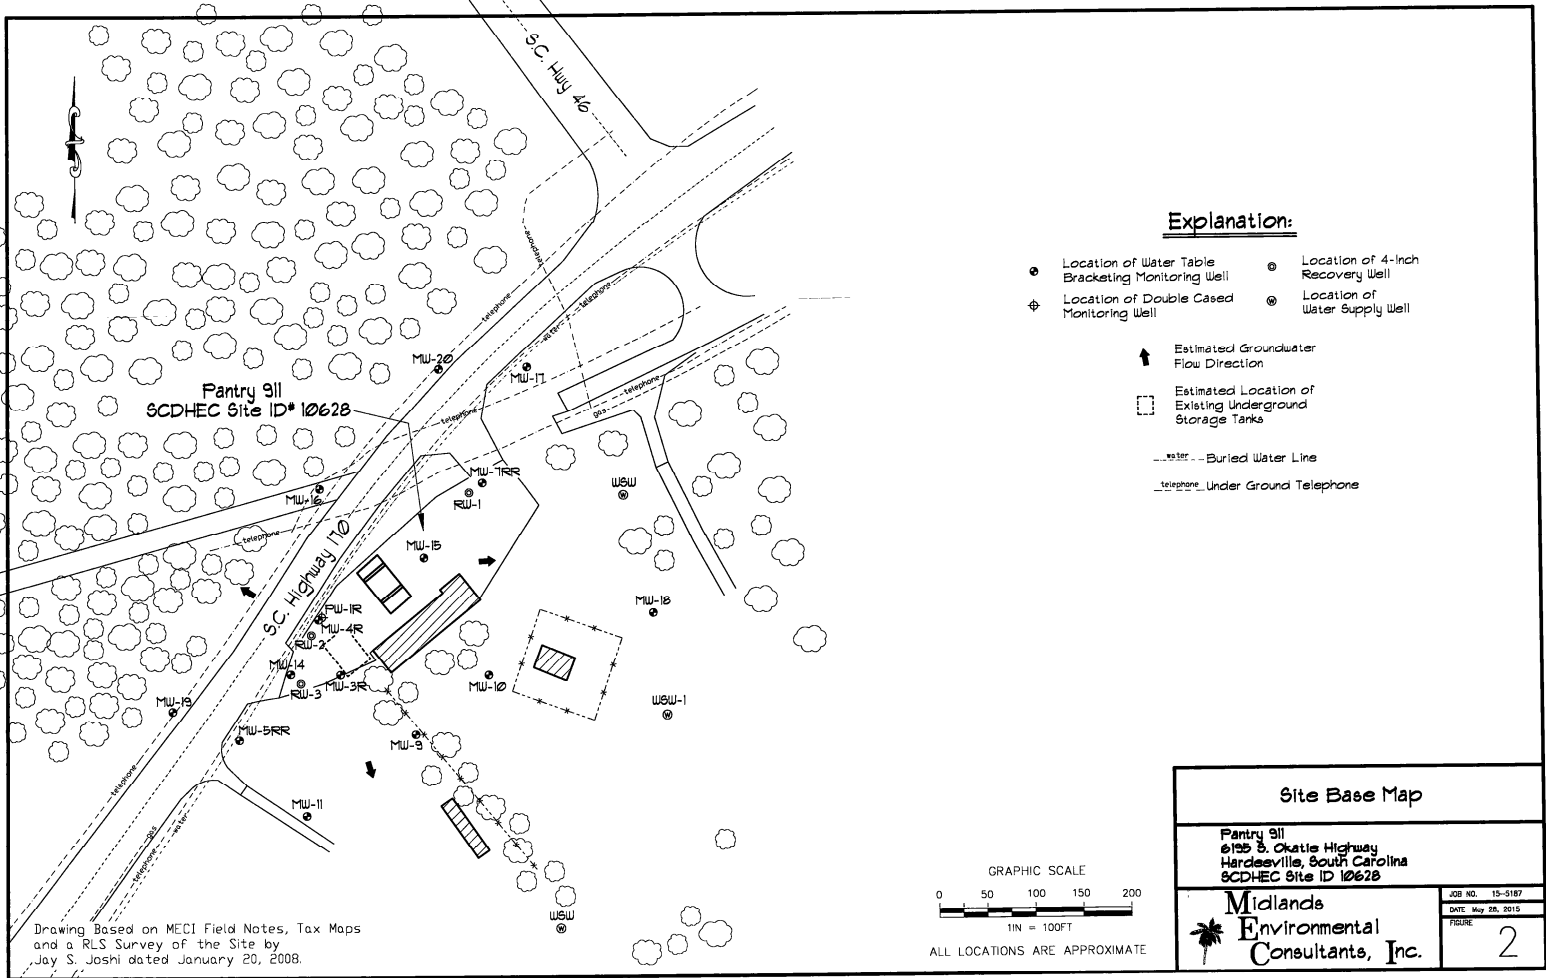 S.C. Hwy 46
telephone
telephone
telephone
water
MW-20
MW-17
Pantry 911
SCDHEC Site ID# 10628
telephone
gas
telephone
MW-7RR
RW-1
WSW
MW-16
telephone
S.C. Highway 170
MW-15
PW-1R
MW-4R
RW-2
MW-18
MW-14
RW-3
MW-3R
MW-10
WSW-1
MW-19
MW-5RR
MW-9
telephone
MW-11
gas
water
telephone
WSW
Explanation:
Location of Water Table
Bracketing Monitoring Well
Location of 4-Inch
Recovery Well
Location of Double Cased
Monitoring Well
Location of
Water Supply Well
Estimated Groundwater
Flow Direction
Estimated Location of
Existing Underground
Storage Tanks
water Buried Water Line
telephone Under Ground Telephone
GRAPHIC SCALE
0 50 100 150 200
1IN = 100FT
ALL LOCATIONS ARE APPROXIMATE
Drawing Based on MECI Field Notes, Tax Maps
and a RLS Survey of the Site by
Jay S. Joshi dated January 20, 2008.
Site Base Map
Pantry 911
6195 S. Okatie Highway
Hardeeville, South Carolina
SCDHEC Site ID 10628
Midlands
Environmental
Consultants, Inc.
JOB NO. 15-5187
DATE May 28, 2015
FIGURE
2